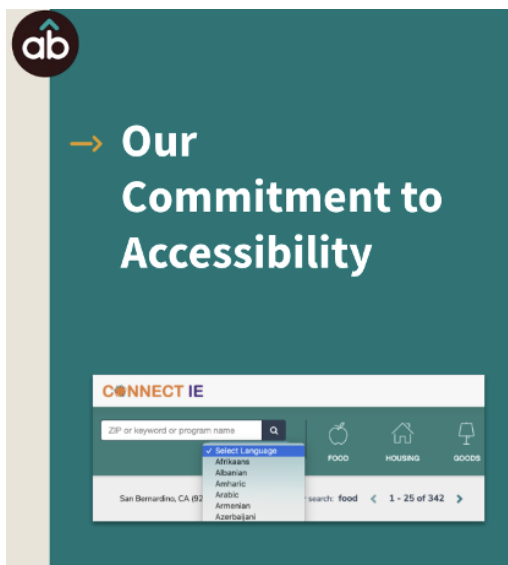 ab
Our
Commitment to
Accessibility
CONNECT IE
ZIP or keyword or program name
✓ Select Language
Afrikaans
Albanian
Amharic
Arabic
Armenian
Azerbaijani
FOOD
HOUSING
GOODS
San Bernardino, CA (92
search: food < 1 - 25 of 342 >